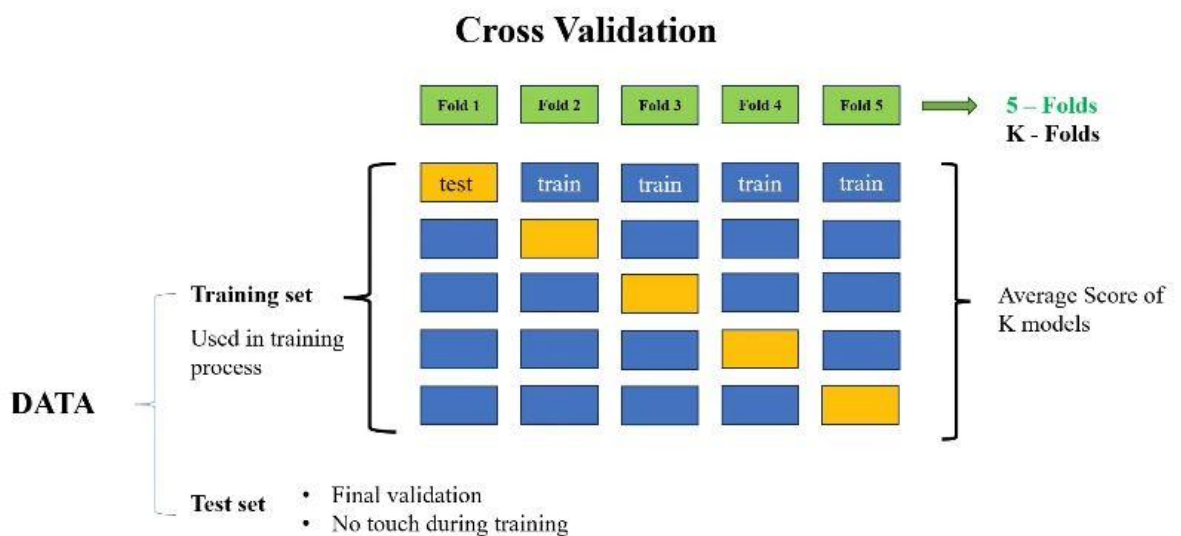 Cross Validation
Fold 1 Fold 2 Fold 3 Fold 4 Fold 5
5 – Folds
K - Folds
test train train train train
Training set
Used in training
process
Average Score of
K models
DATA
Test set
• Final validation
• No touch during training